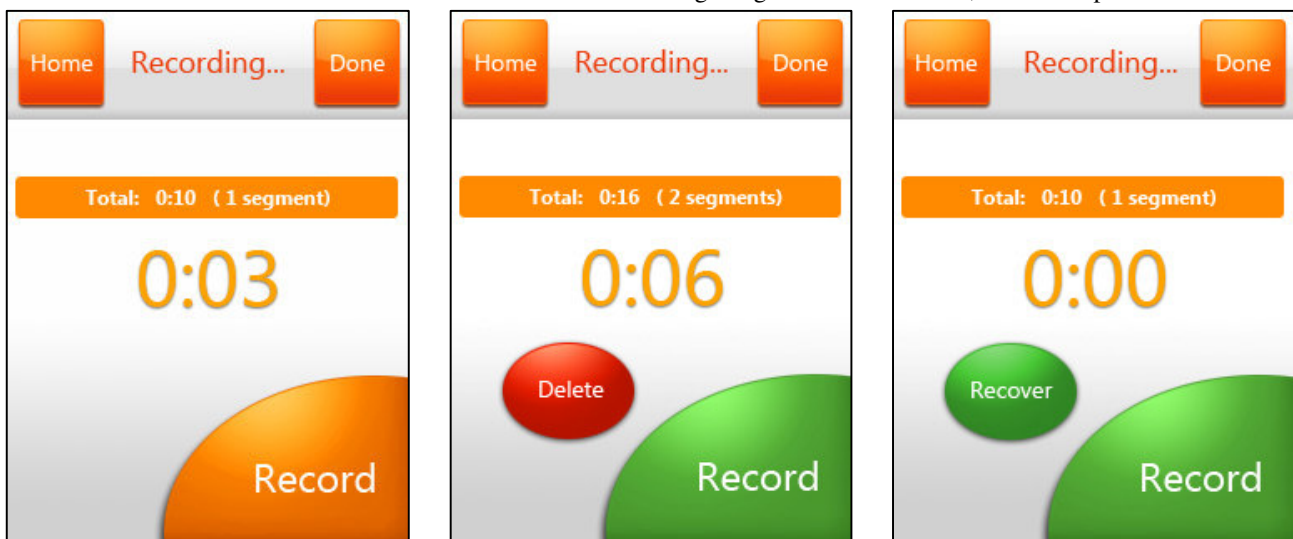 Home Recording... Done
Total: 0:10 ( 1 segment)
0:03
Record
Home Recording... Done
Total: 0:16 ( 2 segments)
0:06
Delete
Record
Home Recording... Done
Total: 0:10 ( 1 segment)
0:00
Recover
Record